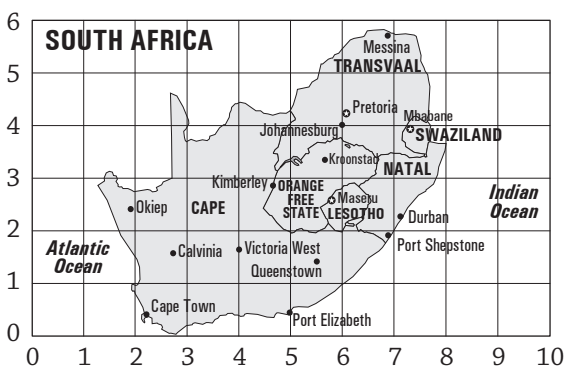 6
SOUTH AFRICA
Messina
TRANSVAAL
5
Pretoria
Mbabane
4
Johannesburg
SWAZILAND
Kroonstad
NATAL
3
Kimberley
ORANGE
FREE
STATE
Maseru
LESOTHO
Indian
Ocean
Okiep
CAPE
Durban
2
Port Shepstone
Atlantic
Ocean
Calvinia
Victoria West
Queenstown
1
Cape Town
Port Elizabeth
0
0 1 2 3 4 5 6 7 8 9 10